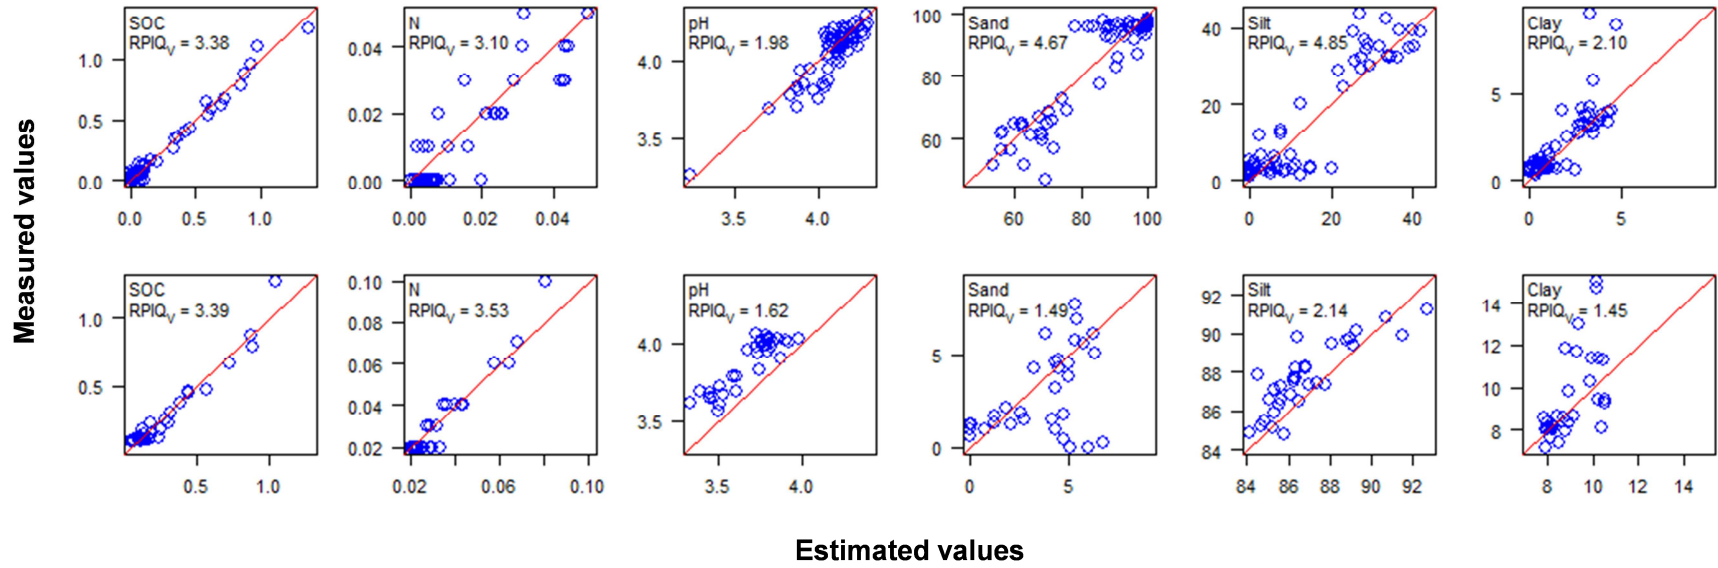 Measured values
SOC
RPIQV = 3.38
1.0
0.5
0.0
0.0 0.5 1.0
N
RPIQV = 3.10
0.04
0.02
0.00
0.00 0.02 0.04
pH
RPIQV = 1.98
4.0
3.5
3.5 4.0
Sand
RPIQV = 4.67
100
80
60
60 80 100
Silt
RPIQV = 4.85
40
20
0
0 20 40
Clay
RPIQV = 2.10
5
0
0 5
SOC
RPIQV = 3.39
1.0
0.5
0.5 1.0
N
RPIQV = 3.53
0.10
0.08
0.06
0.04
0.02
0.02 0.06 0.10
pH
RPIQV = 1.62
4.0
3.5
3.5 4.0
Sand
RPIQV = 1.49
5
0
0 5
Silt
RPIQV = 2.14
92
90
88
86
84
84 86 88 90 92
Clay
RPIQV = 1.45
14
12
10
8
8 10 12 14
Estimated values